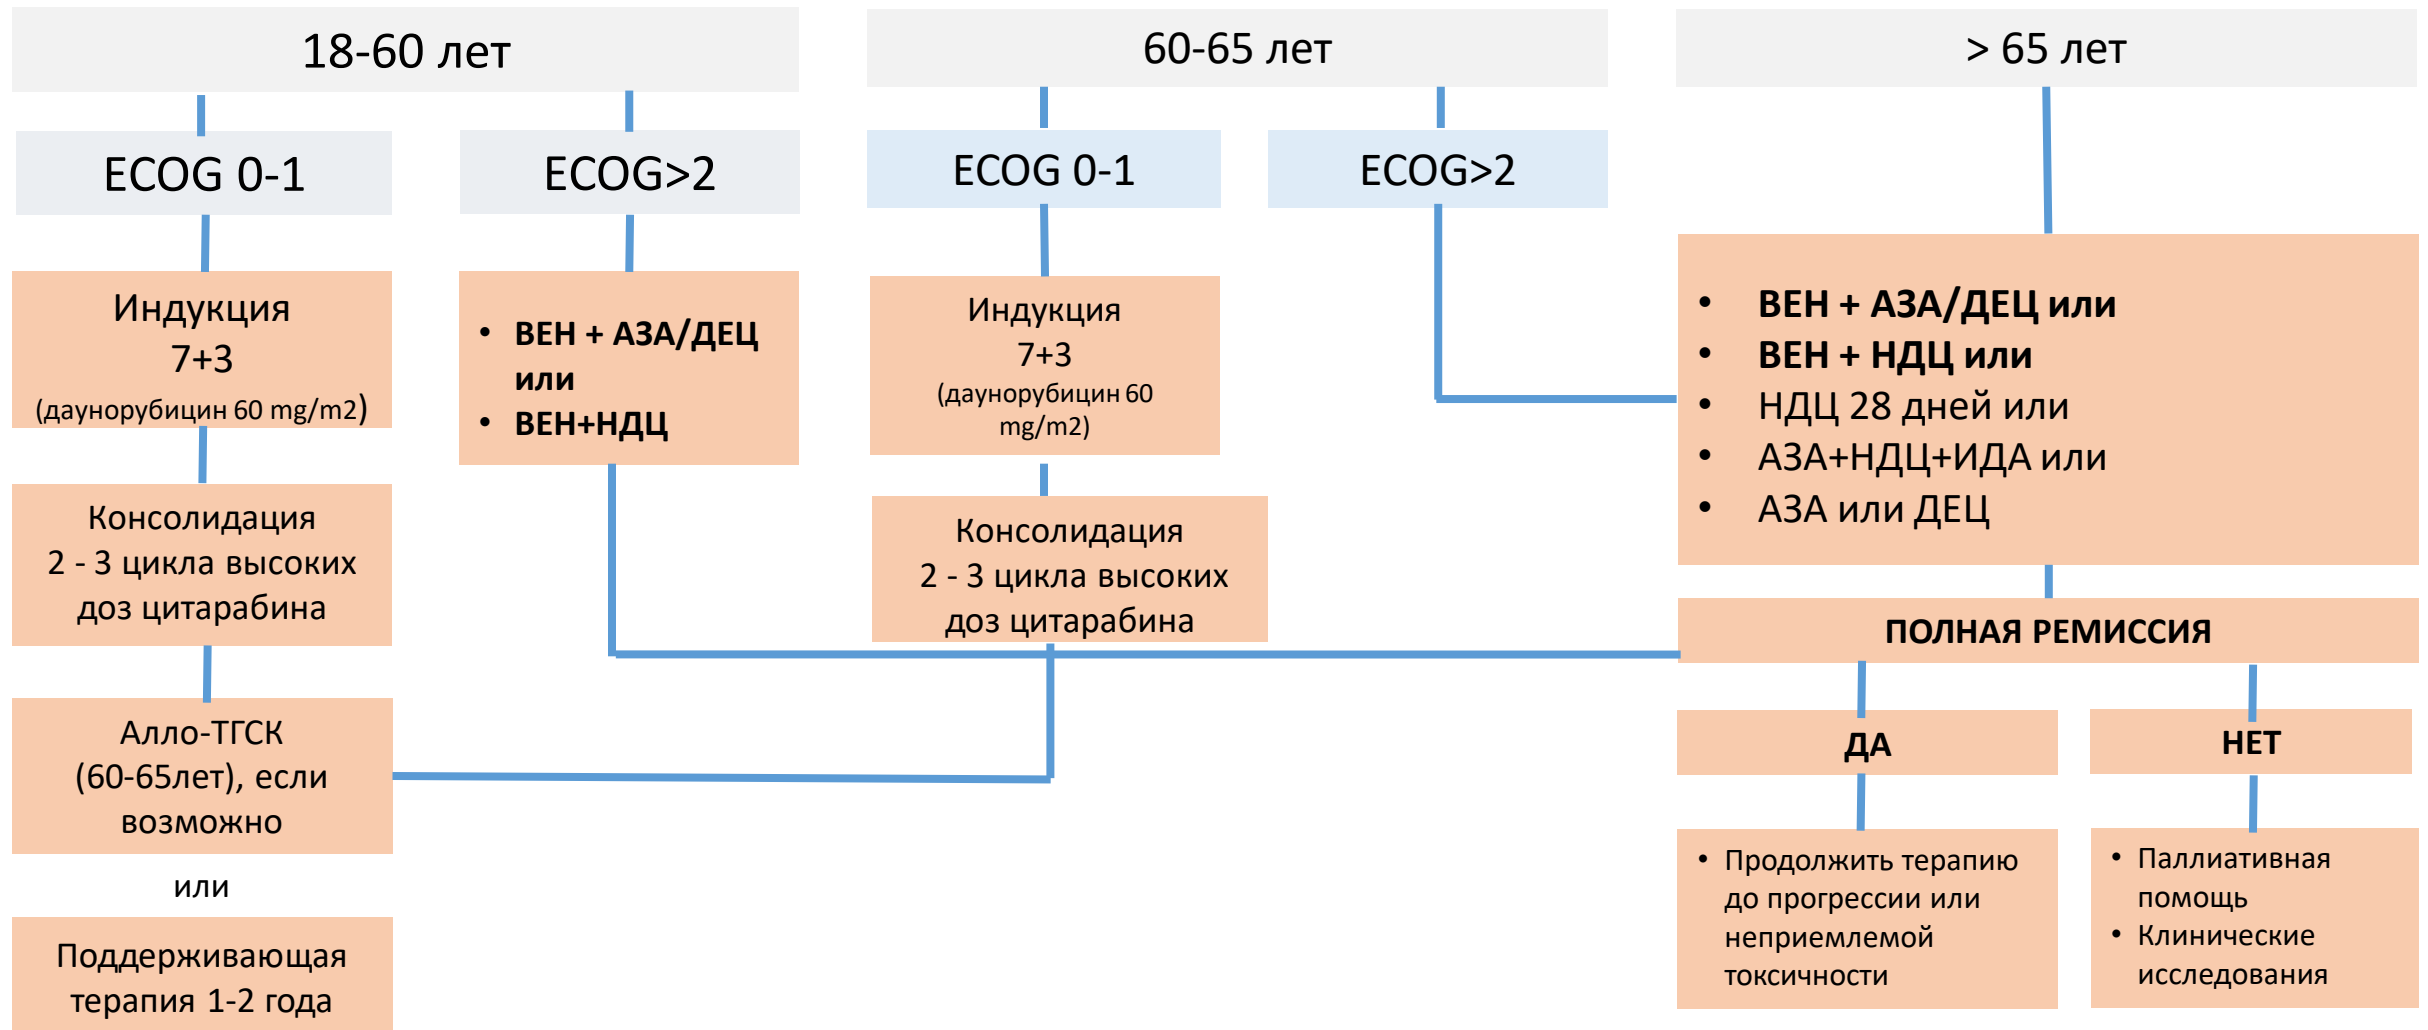 18-60 лет
ECOG 0-1
ECOG>2
Индукция
7+3
(даунорубицин 60 mg/m2)
• ВЕН + АЗА/ДЕЦ
или
• ВЕН+НДЦ
Консолидация
2 - 3 цикла высоких
доз цитарабина
Алло-ТГСК
(60-65лет), если
возможно
или
Поддерживающая
терапия 1-2 года
60-65 лет
ECOG 0-1
ECOG>2
Индукция
7+3
(даунорубицин 60
mg/m2)
Консолидация
2 - 3 цикла высоких
доз цитарабина
> 65 лет
• ВЕН + АЗА/ДЕЦ или
• ВЕН + НДЦ или
• НДЦ 28 дней или
• АЗА+НДЦ+ИДА или
• АЗА или ДЕЦ
ПОЛНАЯ РЕМИССИЯ
ДА
НЕТ
• Продолжить терапию
до прогрессии или
неприемлемой
токсичности
• Паллиативная
помощь
• Клинические
исследования